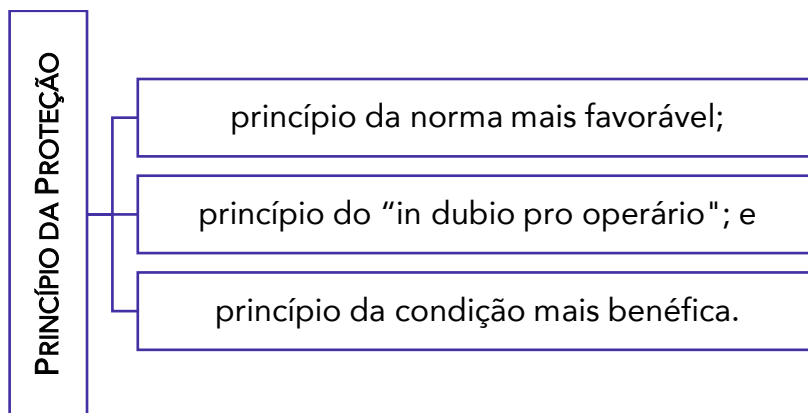 PRINCÍPIO DA PROTEÇÃO
princípio da norma mais favorável;
princípio do “in dubio pro operário"; e
princípio da condição mais benéfica.